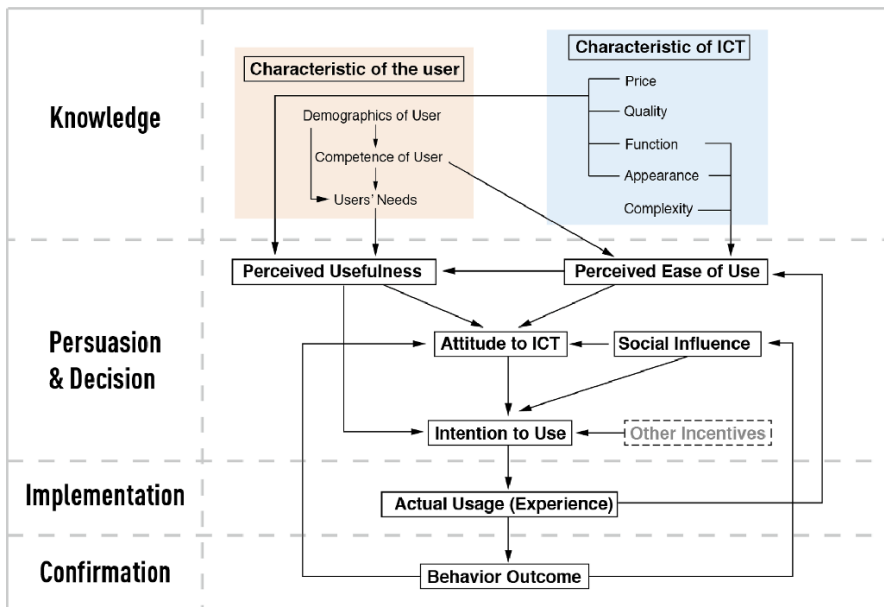 Characteristic of ICT
Characteristic of the user
Price
Knowledge
Demographics of User
Quality
Competence of User
Function
Users' Needs
Appearance
Complexity
Perceived Usefulness
Perceived Ease of Use
Persuasion
& Decision
Attitude to ICT
Social Influence
Intention to Use
Other Incentives
Implementation
Actual Usage (Experience)
Confirmation
Behavior Outcome